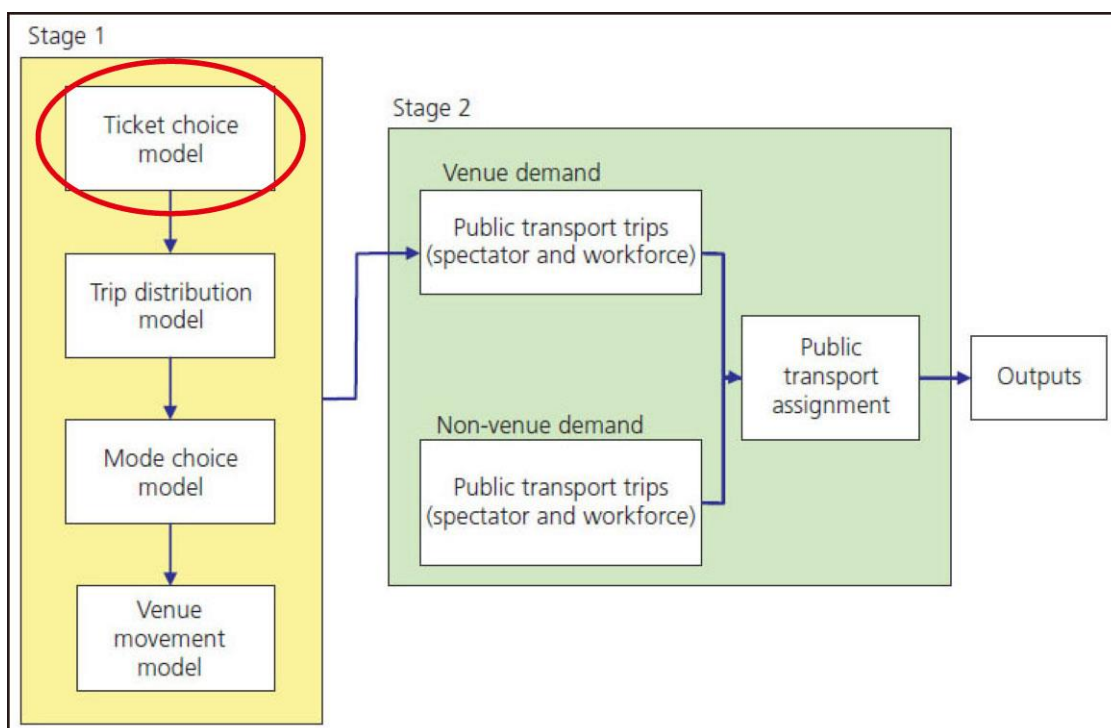 Stage 1
Ticket choice
model
Trip distribution
model
Mode choice
model
Venue
movement
model
Stage 2
Venue demand
Public transport trips
(spectator and workforce)
Non-venue demand
Public transport trips
(spectator and workforce)
Public
transport
assignment
Outputs